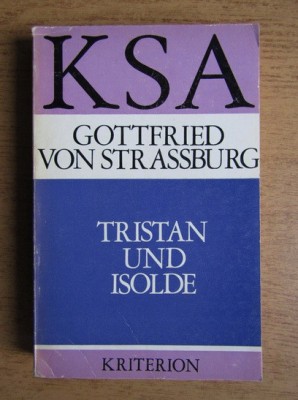 KSA
GOTTFRIED
VON STRASSBURG
TRISTAN
UND
ISOLDE
KRITERION